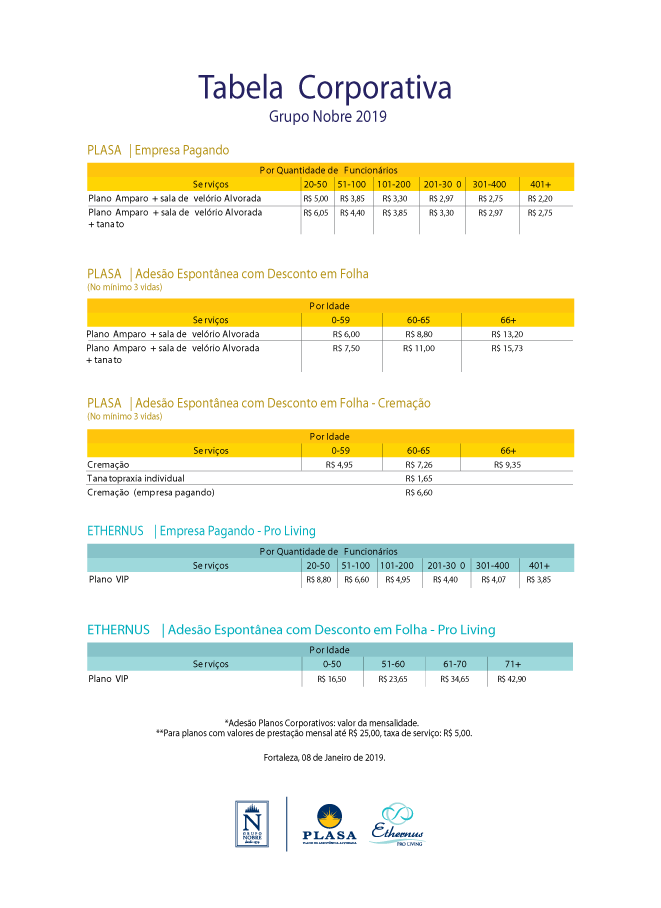 Tabela Corporativa
Grupo Nobre 2019
PLASA | Empresa Pagando
Por Quantidade de Funcionários
Serviços 20-50 51-100 101-200 201-30 0 301-400 401+
Plano Amparo + sala de velório Alvorada R$ 5,00 R$ 3,85 R$ 3,30 R$ 2,97 R$ 2,75 R$ 2,20
Plano Amparo + sala de velório Alvorada R$ 6,05 R$ 4,40 R$ 3,85 R$ 3,30 R$ 2,97 R$ 2,75
+ tanato
PLASA | Adesão Espontânea com Desconto em Folha
(No mínimo 3 vidas)
Por Idade
Serviços 0-59 60-65 66+
Plano Amparo + sala de velório Alvorada R$ 6,00 R$ 8,80 R$ 13,20
Plano Amparo + sala de velório Alvorada R$ 7,50 R$ 11,00 R$ 15,73
+ tanato
PLASA | Adesão Espontânea com Desconto em Folha - Cremação
(No mínimo 3 vidas)
Por Idade
Serviços 0-59 60-65 66+
Cremação R$ 4,95 R$ 7,26 R$ 9,35
Tanatopraxia individual R$ 1,65
Cremação (empresa pagando) R$ 6,60
ETHERNUS | Empresa Pagando - Pro Living
Por Quantidade de Funcionários
Serviços 20-50 51-100 101-200 201-30 0 301-400 401+
Plano VIP R$ 8,80 R$ 6,60 R$ 4,95 R$ 4,40 R$ 4,07 R$ 3,85
ETHERNUS | Adesão Espontânea com Desconto em Folha - Pro Living
Por Idade
Serviços 0-50 51-60 61-70 71+
Plano VIP R$ 16,50 R$ 23,65 R$ 34,65 R$ 42,90
*Adesão Planos Corporativos: valor da mensalidade.
**Para planos com valores de prestação mensal até R$ 25,00, taxa de serviço: R$ 5,00.
Fortaleza, 08 de Janeiro de 2019.
N
GRUPO
NOBRE
PLASA
PLANO DE ASSISTÊNCIA ALVORADA
Ethernus
PRO LIVING